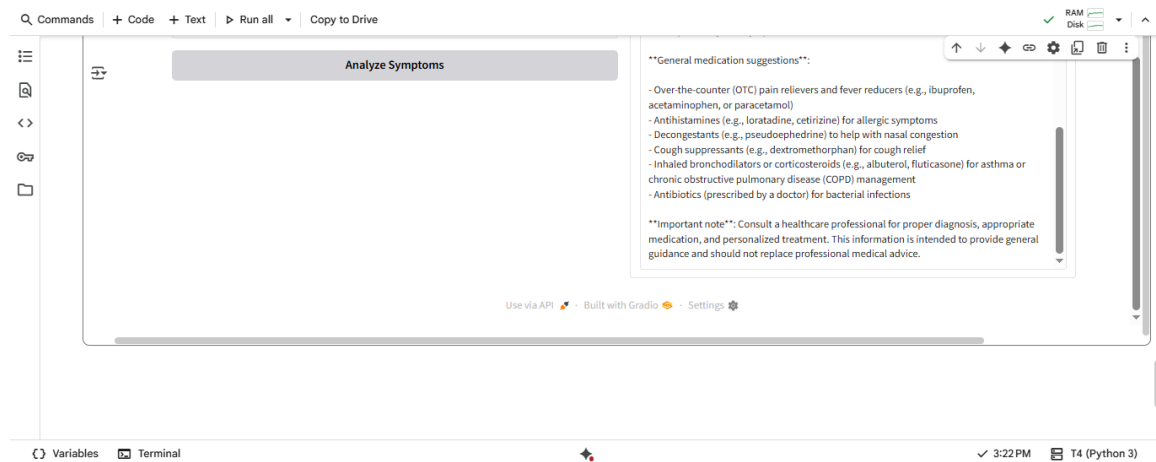 Commands + Code + Text Run all Copy to Drive
RAM
Disk
Analyze Symptoms
**General medication suggestions**:
- Over-the-counter (OTC) pain relievers and fever reducers (e.g., ibuprofen,
acetaminophen, or paracetamol)
- Antihistamines (e.g., loratadine, cetirizine) for allergic symptoms
- Decongestants (e.g., pseudoephedrine) to help with nasal congestion
- Cough suppressants (e.g., dextromethorphan) for cough relief
- Inhaled bronchodilators or corticosteroids (e.g., albuterol, fluticasone) for asthma or
chronic obstructive pulmonary disease (COPD) management
- Antibiotics (prescribed by a doctor) for bacterial infections
**Important note**: Consult a healthcare professional for proper diagnosis, appropriate
medication, and personalized treatment. This information is intended to provide general
guidance and should not replace professional medical advice.
Use via API · Built with Gradio · Settings
Variables Terminal 3:22 PM T4 (Python 3)